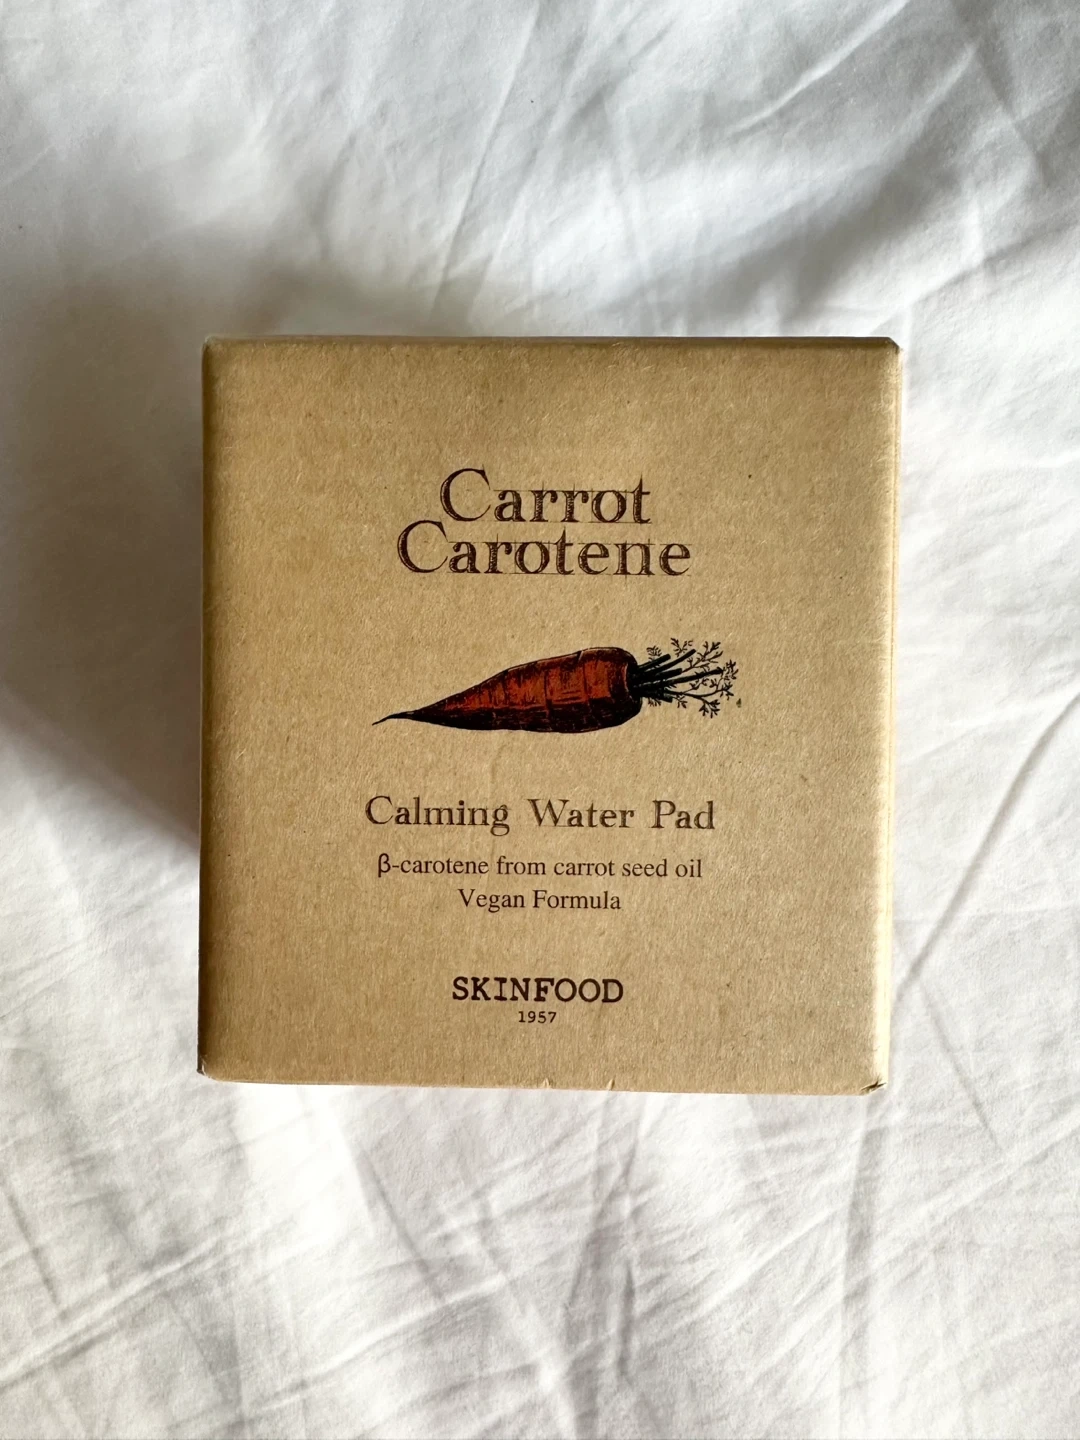 Carrot
Carotene
Calming Water Pad
β-carotene from carrot seed oil
Vegan Formula
SKINFOOD
1957